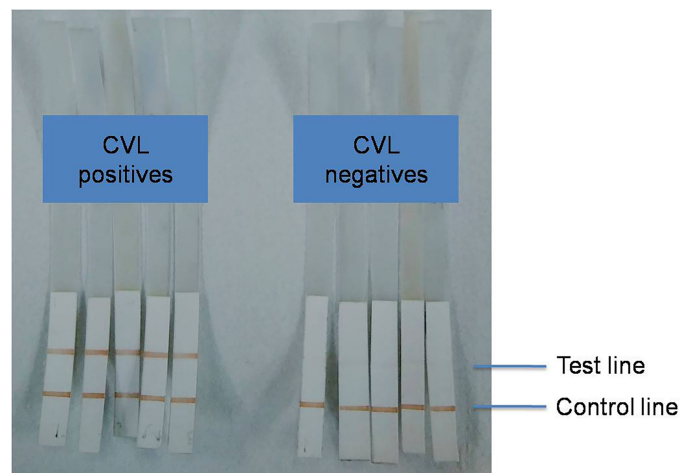 CVL
positives
CVL
negatives
Test line
Control line